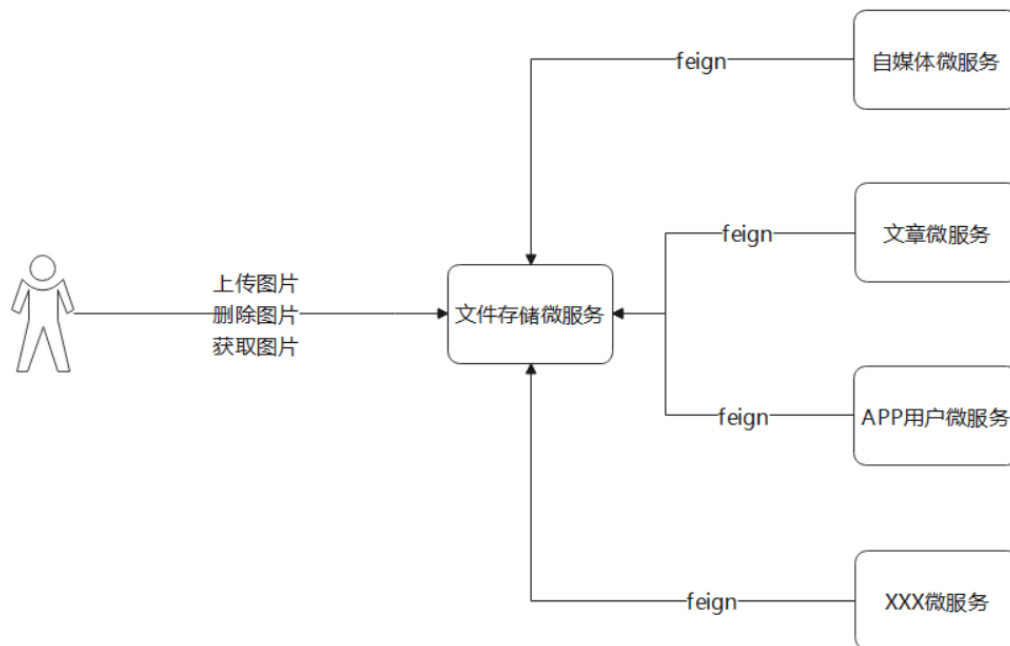 feign
自媒体微服务
feign
文章微服务
上传图片
删除图片
获取图片
文件存储微服务
feign
APP用户微服务
feign
XXX微服务